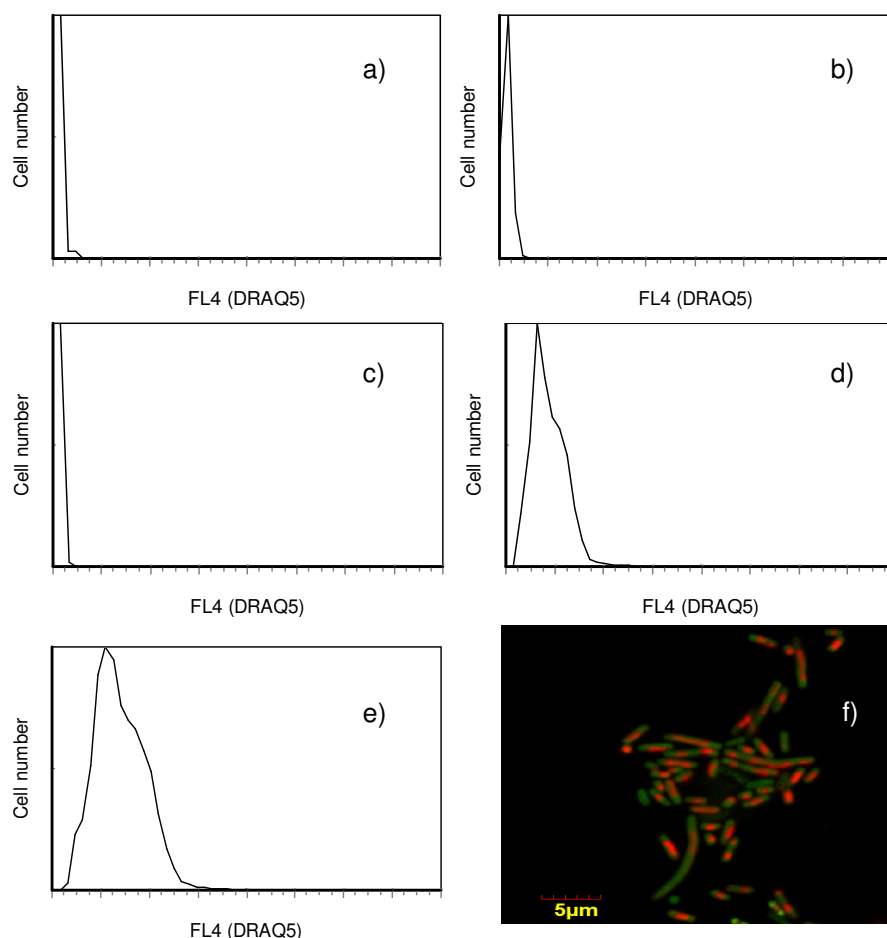 a)
Cell number
FL4 (DRAQ5)
b)
Cell number
FL4 (DRAQ5)
c)
Cell number
FL4 (DRAQ5)
d)
Cell number
FL4 (DRAQ5)
e)
Cell number
FL4 (DRAQ5)
f)
5µm